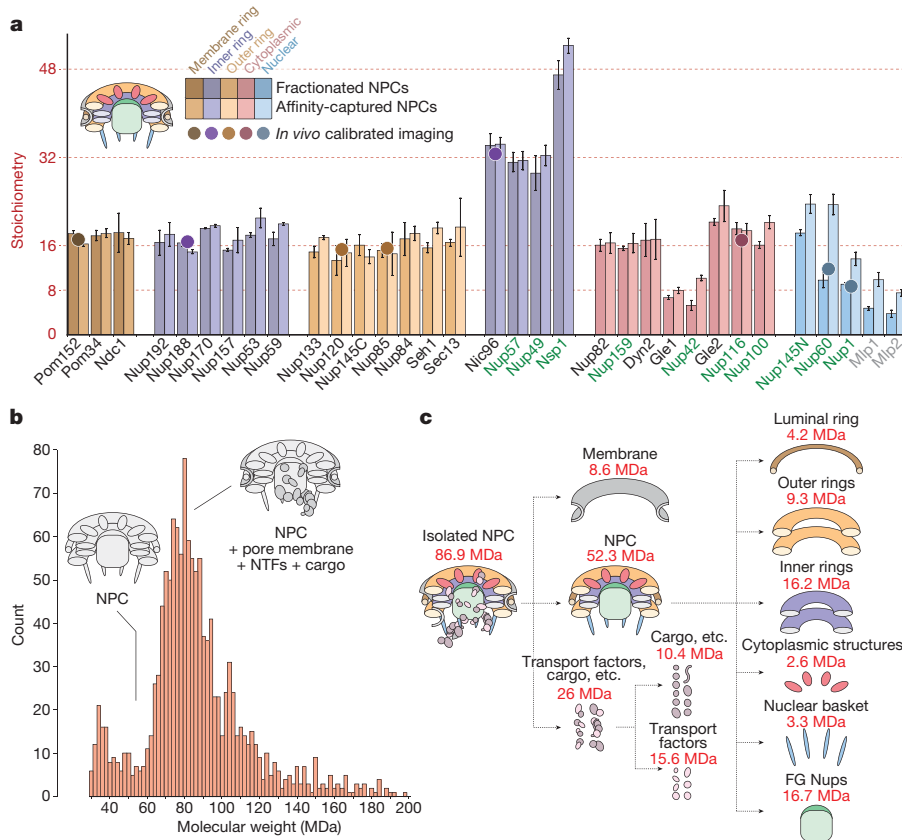 a
Membrane ring
Inner ring
Outer ring
Cytoplasmic
Nuclear
Fractionated NPCs
Affinity-captured NPCs
In vivo calibrated imaging
Stoichiometry
48
32
16
8
0
Pom152
Pom34
Ndc1
Nup192
Nup188
Nup170
Nup157
Nup53
Nup59
Nup133
Nup120
Nup145C
Nup85
Nup84
Seh1
Sec13
Nic96
Nup57
Nup49
Nsp1
Nup82
Nup159
Dyn2
Gle1
Nup42
Gle2
Nup116
Nup100
Nup145N
Nup60
Nup1
Mlp1
Mlp2
b
80
70
60
50
40
30
20
10
0
Count
NPC
NPC
+ pore membrane
+ NTFs + cargo
40 60 80 100 120 140 160 180 200
Molecular weight (MDa)
c
Isolated NPC
86.9 MDa
Membrane
8.6 MDa
NPC
52.3 MDa
Transport factors,
cargo, etc.
26 MDa
Cargo, etc.
10.4 MDa
Transport
factors
15.6 MDa
Luminal ring
4.2 MDa
Outer rings
9.3 MDa
Inner rings
16.2 MDa
Cytoplasmic structures
2.6 MDa
Nuclear basket
3.3 MDa
FG Nups
16.7 MDa